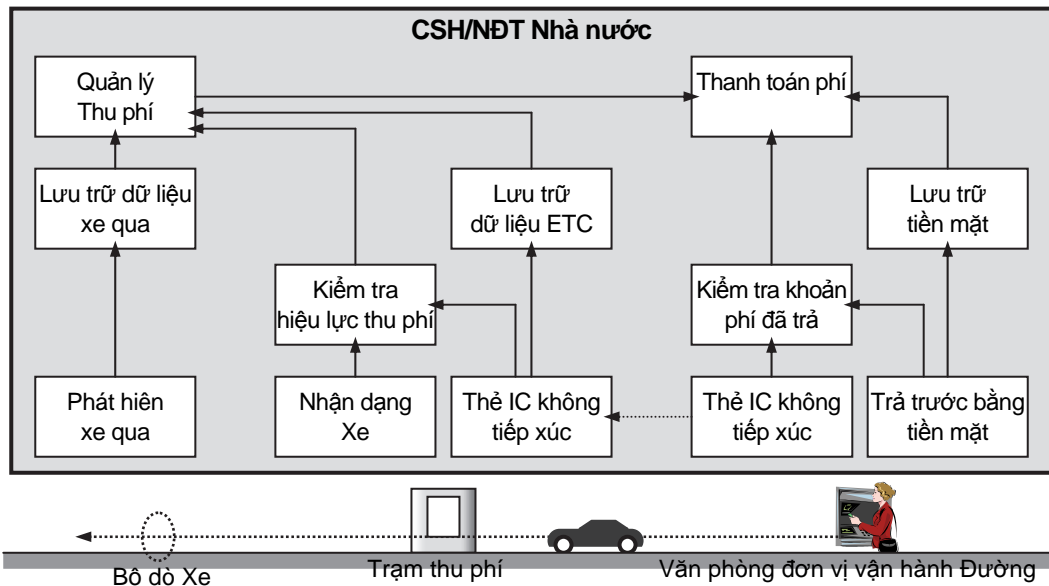 CSH/NĐT Nhà nước
Quản lý
Thu phí
Thanh toán phí
Lưu trữ dữ liệu
xe qua
Lưu trữ
dữ liệu ETC
Lưu trữ
tiền mặt
Kiểm tra
hiệu lực thu phí
Kiểm tra khoản
phí đã trả
Phát hiên
xe qua
Nhận dạng
Xe
Thẻ IC không
tiếp xúc
Thẻ IC không
tiếp xúc
Trả trước bằng
tiền mặt
Bô dò Xe
Trạm thu phí
Văn phòng đơn vị vận hành Đường